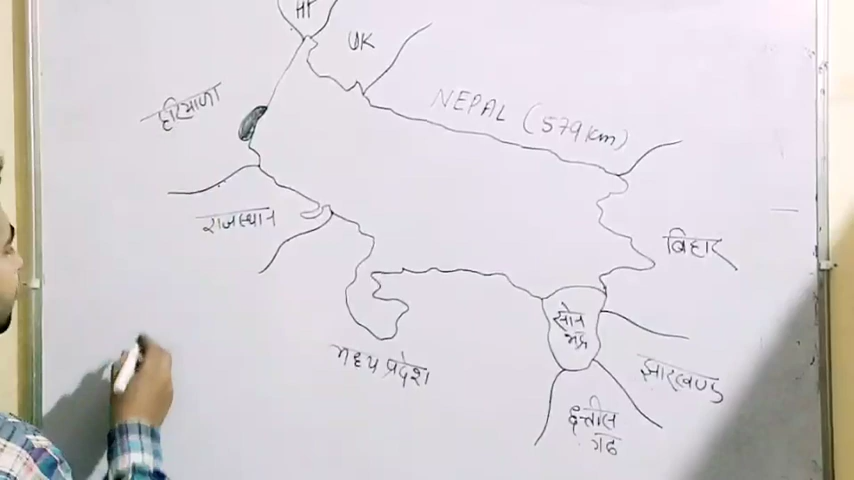 HP
UK
NEPAL (579 km)
हरियाणा
राजस्थान
बिहार
सोन
भद्र
मध्य प्रदेश
झारखण्ड
छत्तीस
गढ